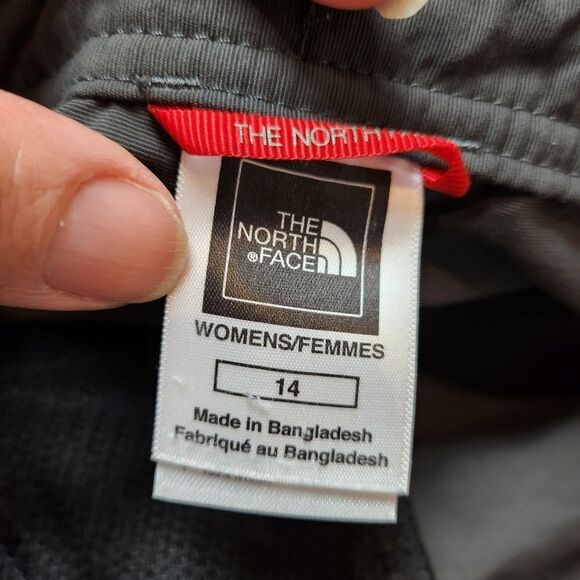 THE NORTH
THE
NORTH
®FACE
WOMENS/FEMMES
14
Made in Bangladesh
Fabriqué au Bangladesh